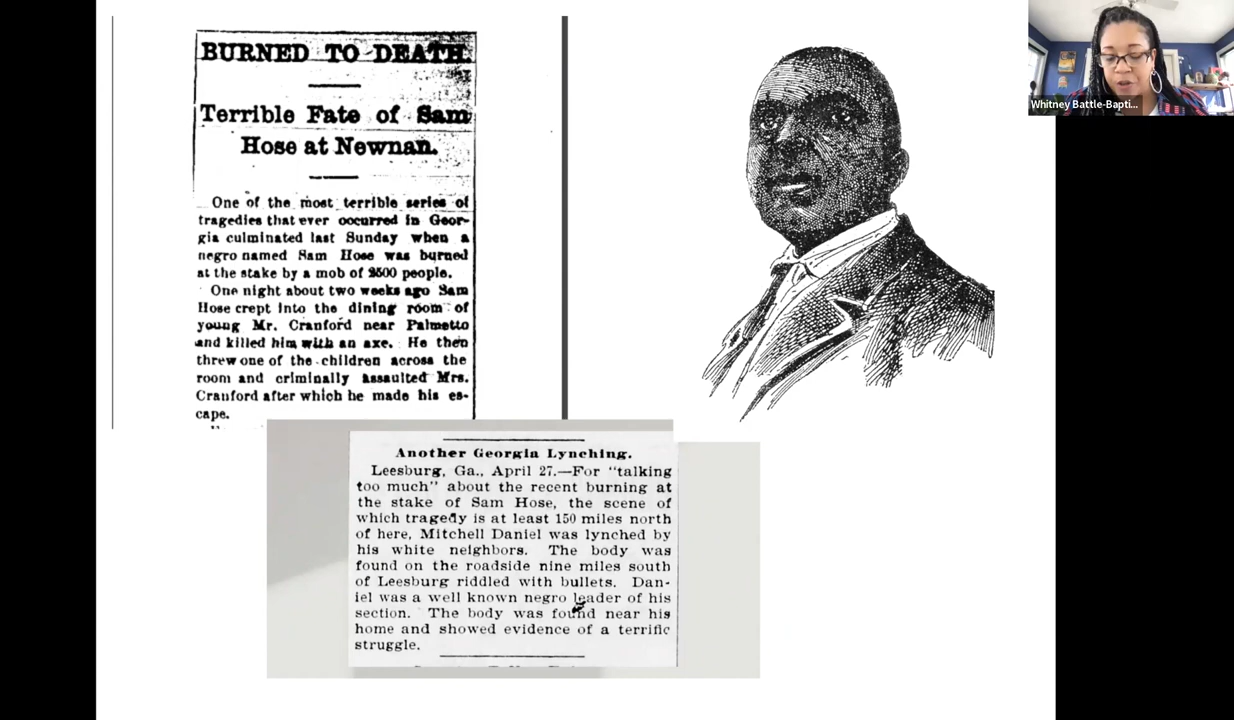 BURNED TO DEATH.
Terrible Fate of Sam
Hose at Newnan.
One of the most terrible series of
tragedies that ever occurred in Geor-
gia culminated last Sunday when a
negro named Sam Hose was burned
at the stake by a mob of 2500 people.
One night about two weeks ago Sam
Hose crept into the dining room of
young Mr. Cranford near Palmetto
and killed him with an axe. He then
threw one of the children across the
room and criminally assaulted Mrs.
Cranford after which he made his es-
cape.
Another Georgia Lynching.
Leesburg, Ga., April 27.—For "talking
too much" about the recent burning at
the stake of Sam Hose, the scene of
which tragedy is at least 150 miles north
of here, Mitchell Daniel was lynched by
his white neighbors. The body was
found on the roadside nine miles south
of Leesburg riddled with bullets. Dan-
iel was a well known negro leader of his
section. The body was found near his
home and showed evidence of a terrific
struggle.
Whitney Battle-Bapti...